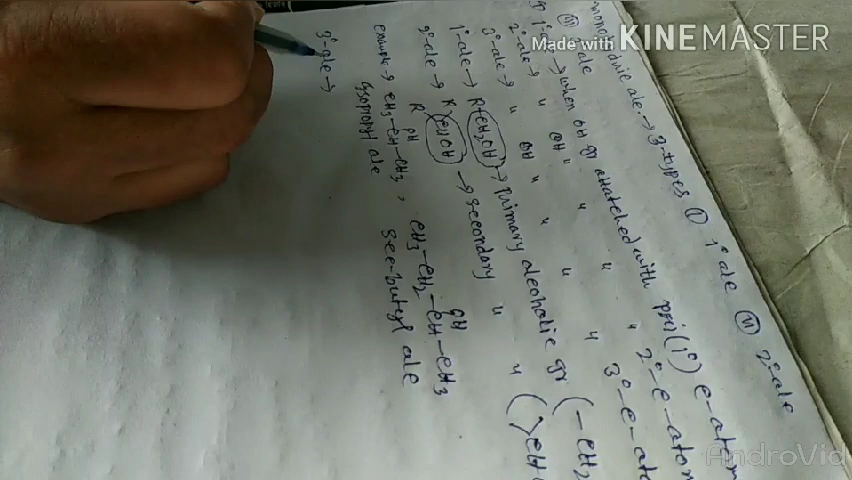 monohydric alc. → 3-types (I) 1° alc (II) 2°-alc
(III) 3° alc
1°-alc → when OH gr attatched with pri (1°) c-atom
2°-alc → " OH " " " " 2°-c-atom
3°-alc → " OH " " " " 3°-c-ato
1°-alc → R-(CH2OH) → primary alcoholic gr (-CH2
2°-alc → R
R >CHOH → secondary " " (>CH
OH OH
Example → CH3-CH-CH3 , CH3-CH2-CH-CH3
Isopropyl alc sec-butyl alc
3°-alc →
Made with KINEMASTER
AndroVid